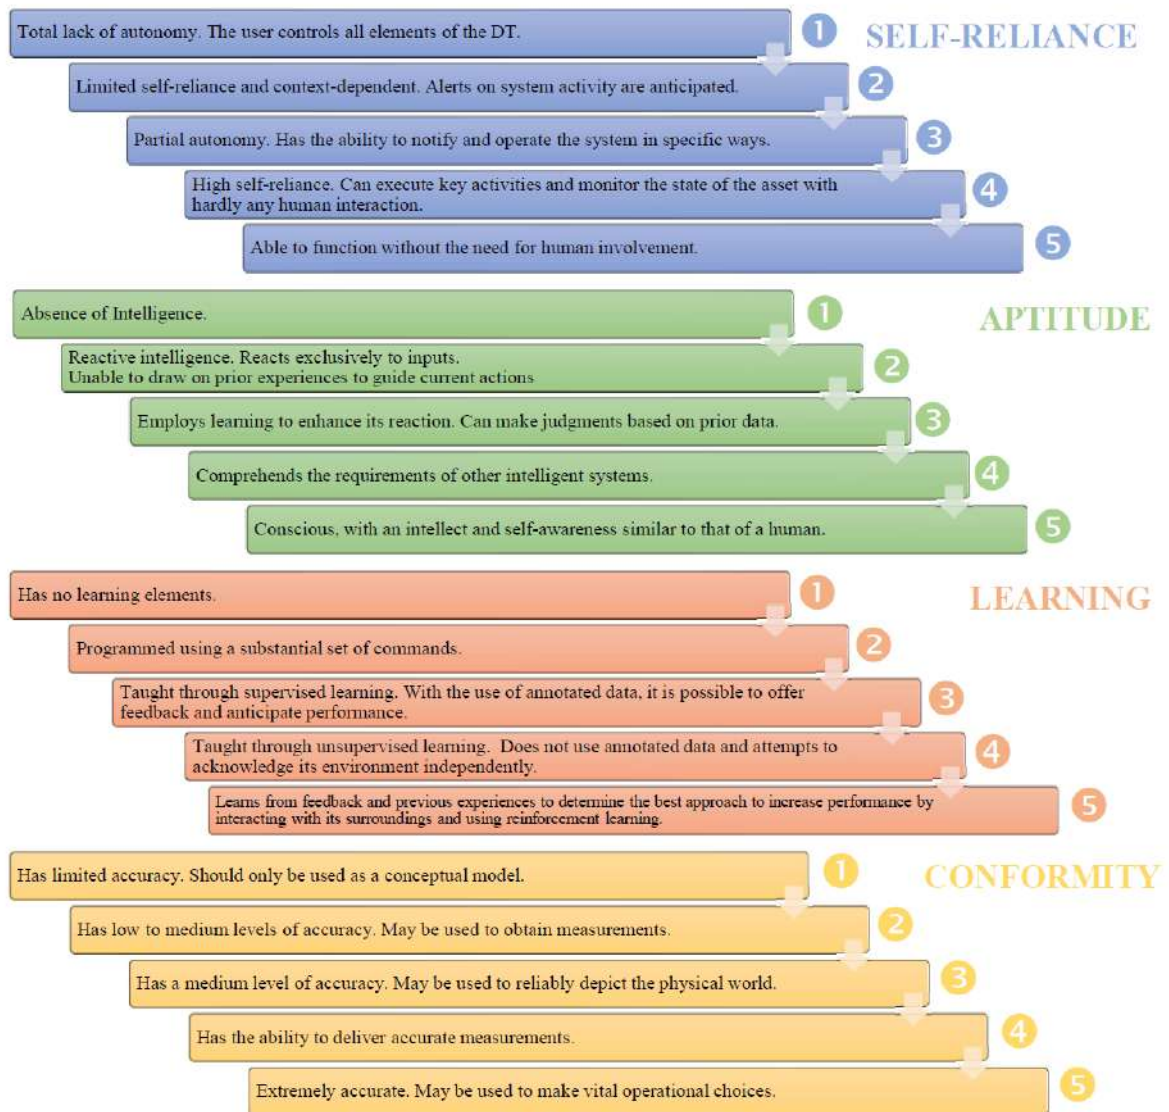 Total lack of autonomy. The user controls all elements of the DT.
1
SELF-RELIANCE
Limited self-reliance and context-dependent. Alerts on system activity are anticipated.
2
Partial autonomy. Has the ability to notify and operate the system in specific ways.
3
High self-reliance. Can execute key activities and monitor the state of the asset with
hardly any human interaction.
4
Able to function without the need for human involvement.
5
Absence of Intelligence.
1
APTITUDE
Reactive intelligence. Reacts exclusively to inputs.
Unable to draw on prior experiences to guide current actions
2
Employs learning to enhance its reaction. Can make judgments based on prior data.
3
Comprehends the requirements of other intelligent systems.
4
Conscious, with an intellect and self-awareness similar to that of a human.
5
Has no learning elements.
1
LEARNING
Programmed using a substantial set of commands.
2
Taught through supervised learning. With the use of annotated data, it is possible to offer
feedback and anticipate performance.
3
Taught through unsupervised learning. Does not use annotated data and attempts to
acknowledge its environment independently.
4
Learns from feedback and previous experiences to determine the best approach to increase performance by
interacting with its surroundings and using reinforcement learning.
5
Has limited accuracy. Should only be used as a conceptual model.
1
CONFORMITY
Has low to medium levels of accuracy. May be used to obtain measurements.
2
Has a medium level of accuracy. May be used to reliably depict the physical world.
3
Has the ability to deliver accurate measurements.
4
Extremely accurate. May be used to make vital operational choices.
5